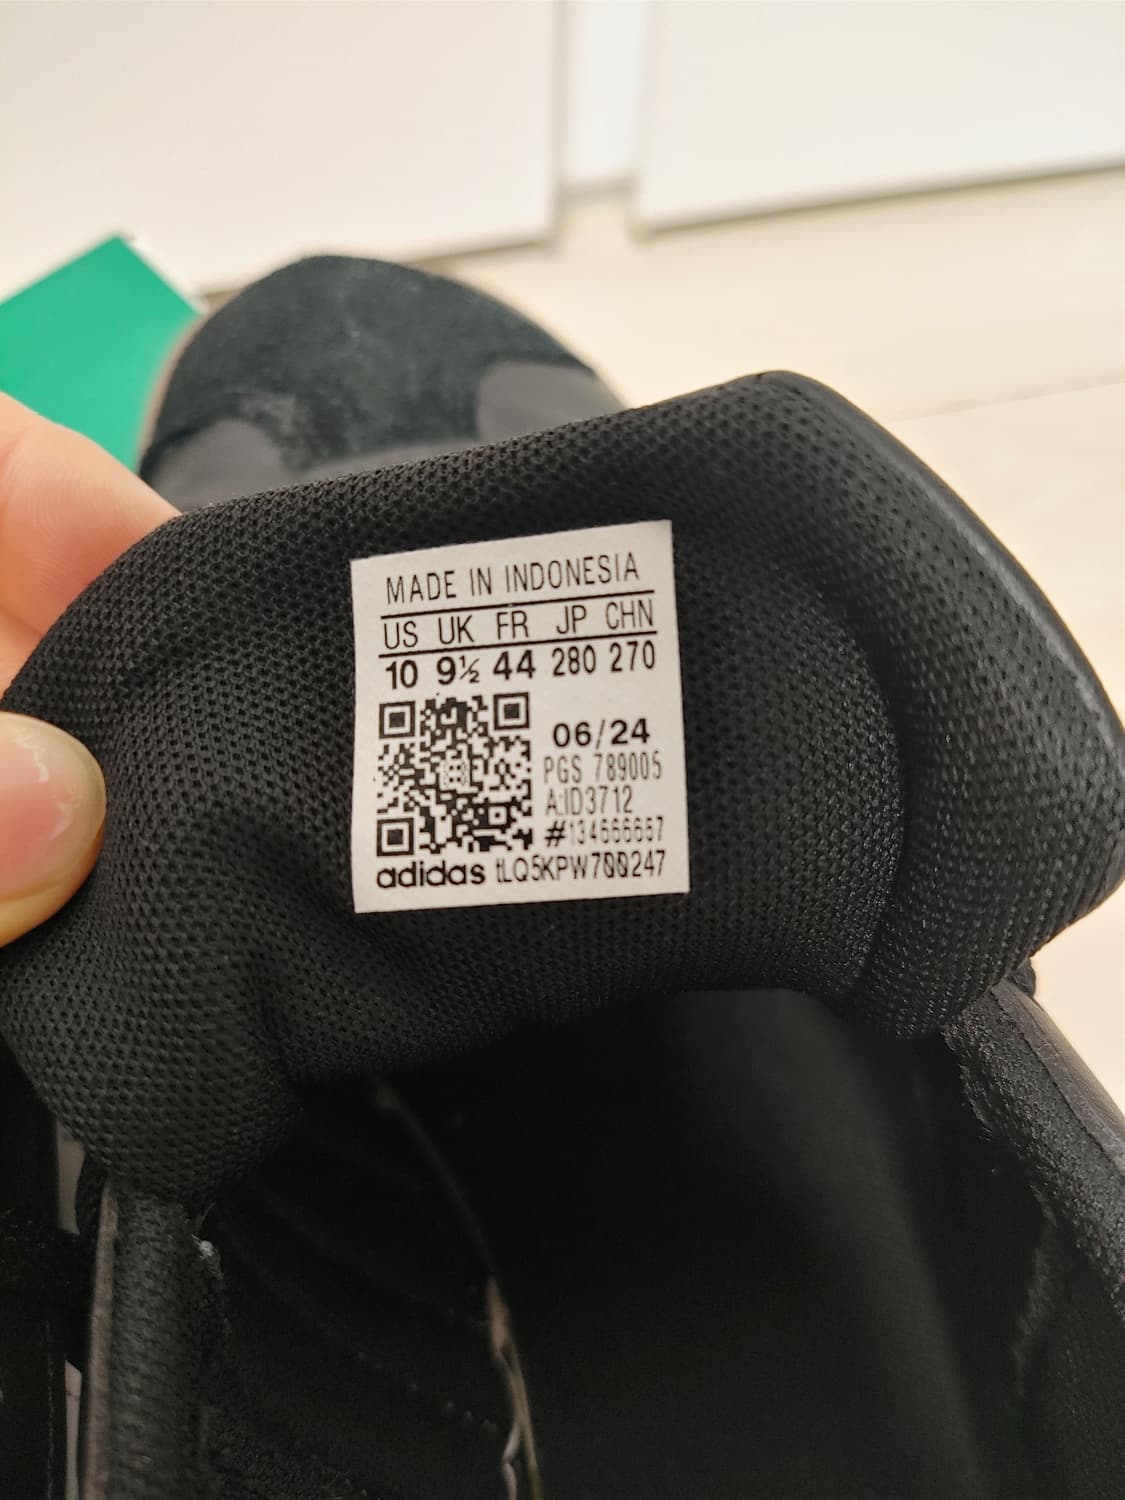 MADE IN INDONESIA
US UK FR JP CHN
10 9½ 44 280 270
06/24
PGS 789005
A:ID3712
#134666667
adidas tLQ5KPW700247